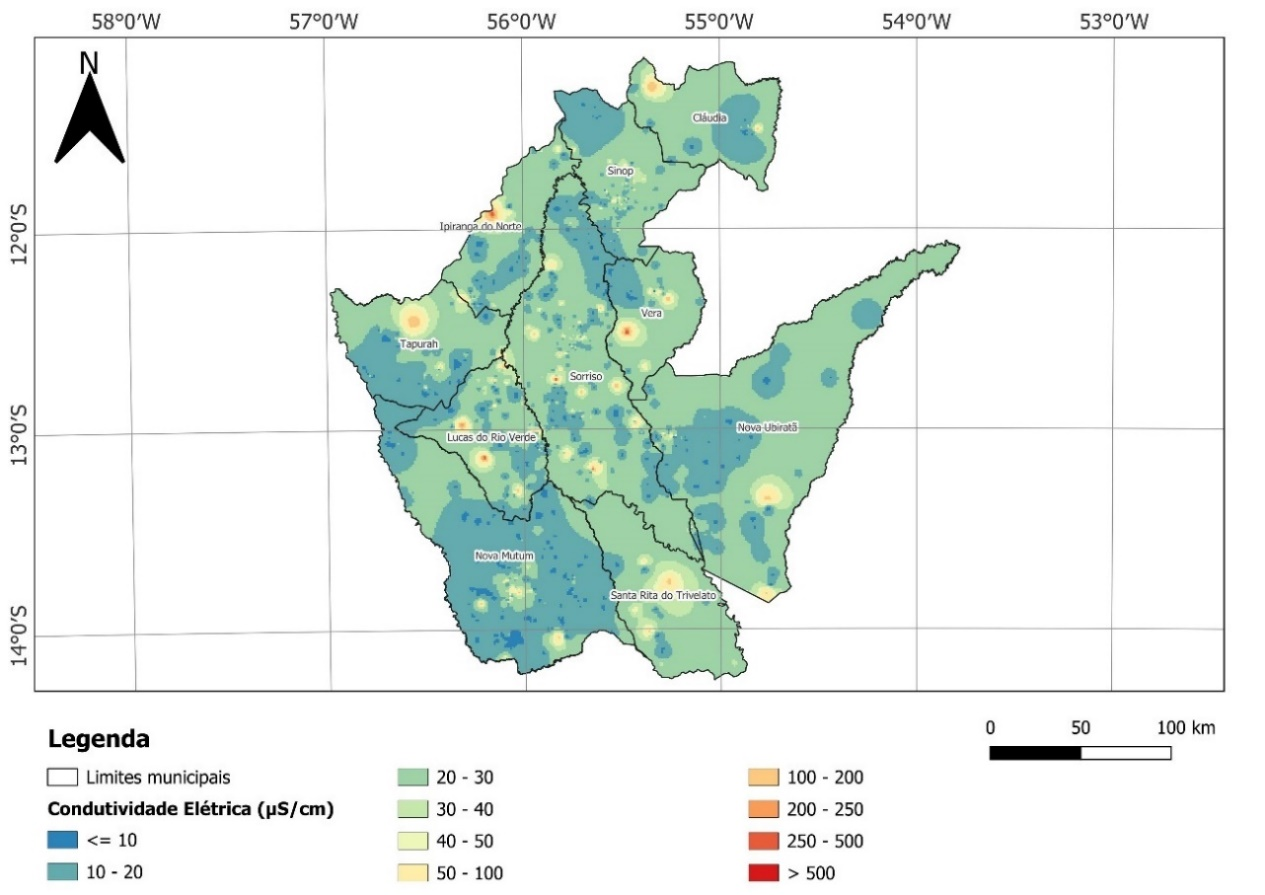 58°0′W 57°0′W 56°0′W 55°0′W 54°0′W 53°0′W
N
Cláudia
Sinop
12°0′S
Ipiranga do Norte
Vera
Tapurah
Sorriso
13°0′S
Nova Ubiratã
Lucas do Rio Verde
Nova Mutum
Santa Rita do Trivelato
14°0′S
0 50 100 km
Legenda
Limites municipais
Condutividade Elétrica (μS/cm)
<= 10
10 - 20
20 - 30
30 - 40
40 - 50
50 - 100
100 - 200
200 - 250
250 - 500
> 500